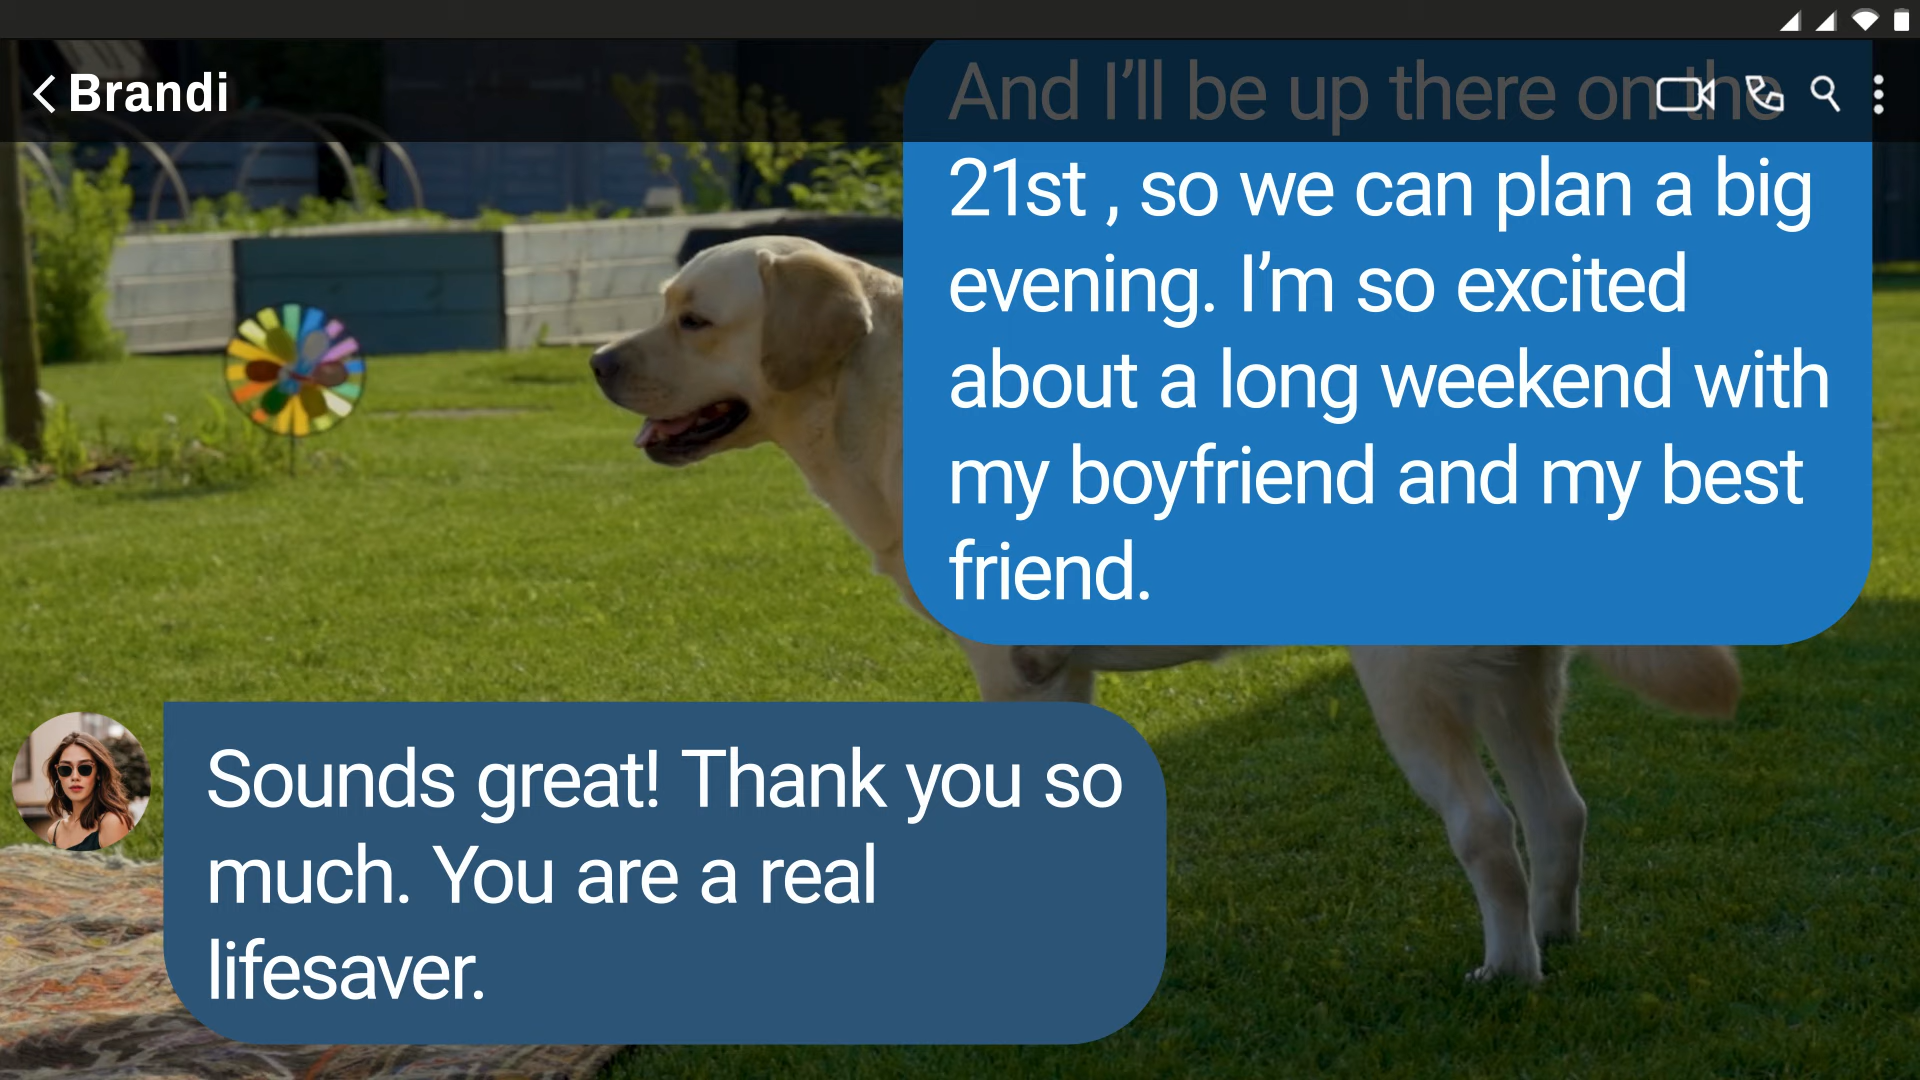 Brandi
And I’ll be up there on the
21st , so we can plan a big
evening. I’m so excited
about a long weekend with
my boyfriend and my best
friend.
Sounds great! Thank you so
much. You are a real
lifesaver.